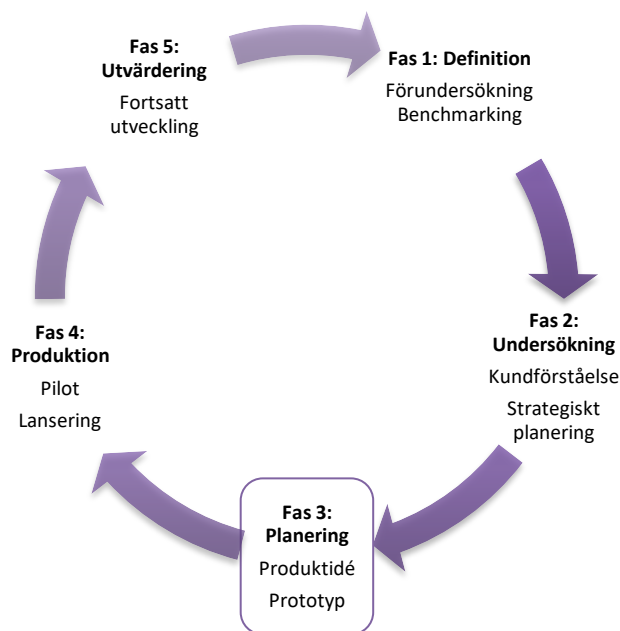 Fas 1: Definition
Förundersökning
Benchmarking
Fas 2:
Undersökning
Kundförståelse
Strategiskt
planering
Fas 3:
Planering
Produktidé
Prototyp
Fas 4:
Produktion
Pilot
Lansering
Fas 5:
Utvärdering
Fortsatt
utveckling